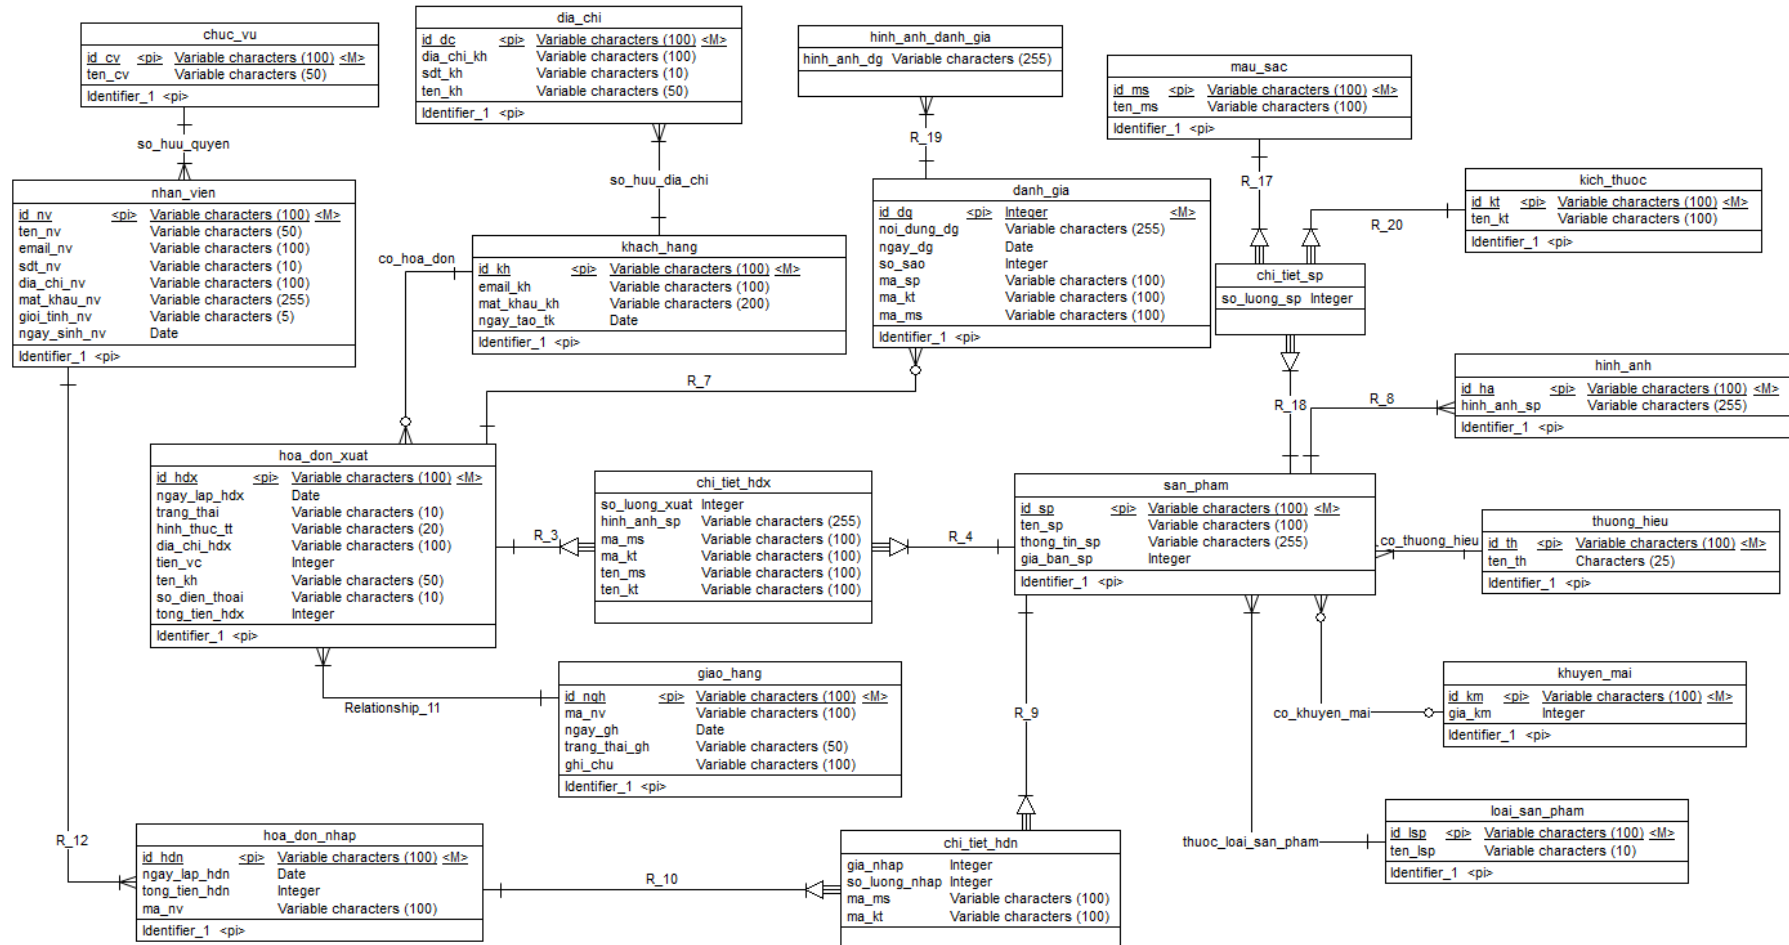 chuc_vu
id_cv <pi> Variable characters (100) <M>
ten_cv Variable characters (50)
Identifier_1 <pi>
so_huu_quyen
dia_chi
id_dc <pi> Variable characters (100) <M>
dia_chi_kh Variable characters (100)
sdt_kh Variable characters (10)
ten_kh Variable characters (50)
Identifier_1 <pi>
so_huu_dia_chi
hinh_anh_danh_gia
hinh_anh_dg Variable characters (255)
R_19
mau_sac
id_ms <pi> Variable characters (100) <M>
ten_ms Variable characters (100)
Identifier_1 <pi>
R_17
kich_thuoc
id_kt <pi> Variable characters (100) <M>
ten_kt Variable characters (100)
Identifier_1 <pi>
R_20
nhan_vien
id_nv <pi> Variable characters (100) <M>
ten_nv Variable characters (50)
email_nv Variable characters (100)
sdt_nv Variable characters (10)
dia_chi_nv Variable characters (100)
mat_khau_nv Variable characters (255)
gioi_tinh_nv Variable characters (5)
ngay_sinh_nv Date
Identifier_1 <pi>
co_hoa_don
khach_hang
id_kh <pi> Variable characters (100) <M>
email_kh Variable characters (100)
mat_khau_kh Variable characters (200)
ngay_tao_tk Date
Identifier_1 <pi>
danh_gia
id_dg <pi> Integer <M>
noi_dung_dg Variable characters (255)
ngay_dg Date
so_sao Integer
ma_sp Variable characters (100)
ma_kt Variable characters (100)
ma_ms Variable characters (100)
Identifier_1 <pi>
R_7
chi_tiet_sp
so_luong_sp Integer
R_18
R_8
hinh_anh
id_ha <pi> Variable characters (100) <M>
hinh_anh_sp Variable characters (255)
Identifier_1 <pi>
hoa_don_xuat
id_hdx <pi> Variable characters (100) <M>
ngay_lap_hdx Date
trang_thai Variable characters (10)
hinh_thuc_tt Variable characters (20)
dia_chi_hdx Variable characters (100)
tien_vc Integer
ten_kh Variable characters (50)
so_dien_thoai Variable characters (10)
tong_tien_hdx Integer
Identifier_1 <pi>
R_3
chi_tiet_hdx
so_luong_xuat Integer
hinh_anh_sp Variable characters (255)
ma_ms Variable characters (100)
ma_kt Variable characters (100)
ten_ms Variable characters (100)
ten_kt Variable characters (100)
R_4
san_pham
id_sp <pi> Variable characters (100) <M>
ten_sp Variable characters (100)
thong_tin_sp Variable characters (255)
gia_ban_sp Integer
Identifier_1 <pi>
co_thuong_hieu
thuong_hieu
id_th <pi> Variable characters (100) <M>
ten_th Characters (25)
Identifier_1 <pi>
Relationship_11
giao_hang
id_ngh <pi> Variable characters (100) <M>
ma_nv Variable characters (100)
ngay_gh Date
trang_thai_gh Variable characters (50)
ghi_chu Variable characters (100)
Identifier_1 <pi>
R_9
co_khuyen_mai
khuyen_mai
id_km <pi> Variable characters (100) <M>
gia_km Integer
Identifier_1 <pi>
R_12
hoa_don_nhap
id_hdn <pi> Variable characters (100) <M>
ngay_lap_hdn Date
tong_tien_hdn Integer
ma_nv Variable characters (100)
Identifier_1 <pi>
R_10
chi_tiet_hdn
gia_nhap Integer
so_luong_nhap Integer
ma_ms Variable characters (100)
ma_kt Variable characters (100)
thuoc_loai_san_pham
loai_san_pham
id_lsp <pi> Variable characters (100) <M>
ten_lsp Variable characters (10)
Identifier_1 <pi>